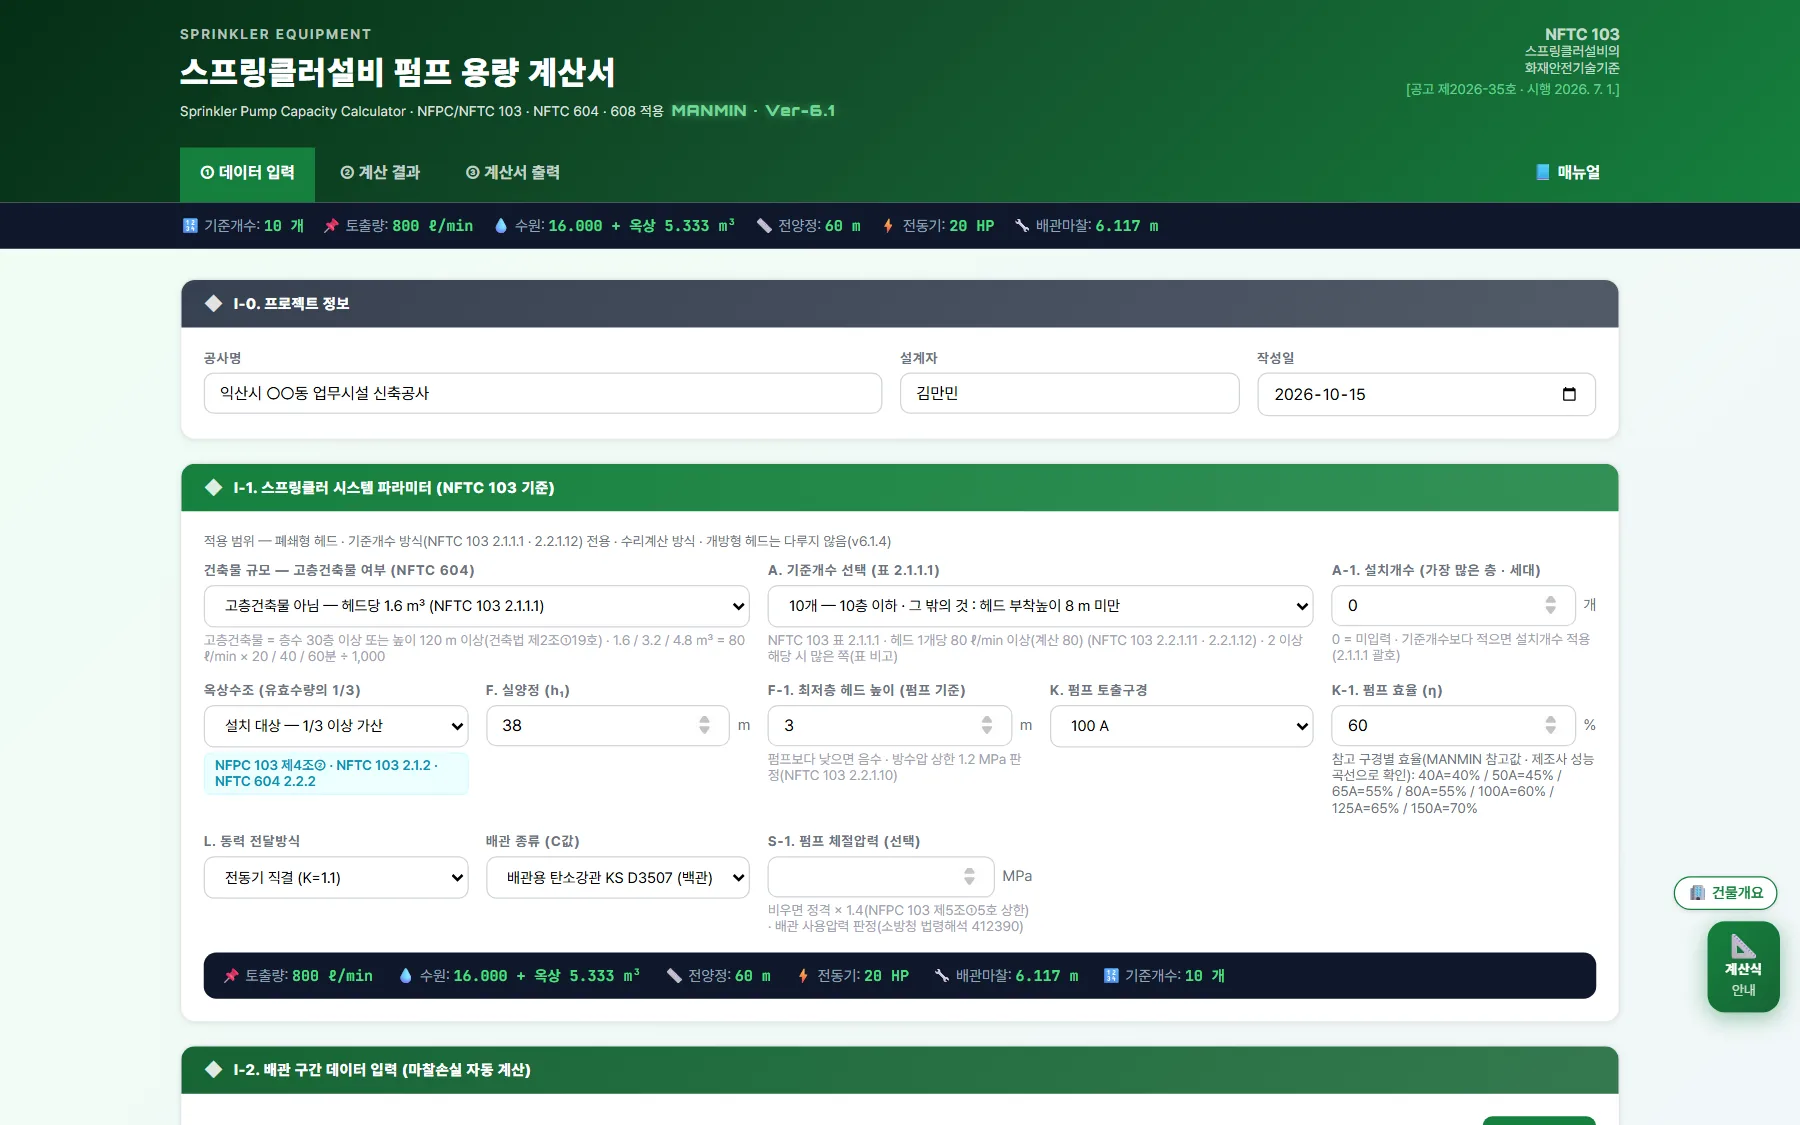 SPRINKLER EQUIPMENT
스프링클러설비 펌프 용량 계산서
Sprinkler Pump Capacity Calculator · NFPC/NFTC 103 · NFTC 604 · 608 적용 MANMIN · Ver-6.1
NFTC 103
스프링클러설비의
화재안전기술기준
[공고 제2026-35호 · 시행 2026. 7. 1.]
① 데이터 입력 ② 계산 결과 ③ 계산서 출력 매뉴얼
기준개수: 10 개 토출량: 800 ℓ/min 수원: 16.000 + 옥상 5.333 m³ 전양정: 60 m 전동기: 20 HP 배관마찰: 6.117 m
I-0. 프로젝트 정보
공사명 설계자 작성일
익산시 〇〇동 업무시설 신축공사 김만민 2026-10-15
I-1. 스프링클러 시스템 파라미터 (NFTC 103 기준)
적용 범위 — 폐쇄형 헤드 · 기준개수 방식(NFTC 103 2.1.1.1 · 2.2.1.12) 전용 · 수리계산 방식 · 개방형 헤드는 다루지 않음(v6.1.4)
건축물 규모 — 고층건축물 여부 (NFTC 604) A. 기준개수 선택 (표 2.1.1.1) A-1. 설치개수 (가장 많은 층 · 세대)
고층건축물 아님 — 헤드당 1.6 m³ (NFTC 103 2.1.1.1) 10개 — 10층 이하 · 그 밖의 것 : 헤드 부착높이 8 m 미만 0 개
고층건축물 = 층수 30층 이상 또는 높이 120 m 이상(건축법 제2조①19호) · 1.6 / 3.2 / 4.8 m³ = 80
ℓ/min × 20 / 40 / 60분 ÷ 1,000
NFTC 103 표 2.1.1.1 · 헤드 1개당 80 ℓ/min 이상(계산 80) (NFTC 103 2.2.1.11 · 2.2.1.12) · 2 이상
해당 시 많은 쪽(표 비고)
0 = 미입력 · 기준개수보다 적으면 설치개수 적용
(2.1.1.1 괄호)
옥상수조 (유효수량의 1/3) F. 실양정 (h₁) F-1. 최저층 헤드 높이 (펌프 기준) K. 펌프 토출구경 K-1. 펌프 효율 (η)
설치 대상 — 1/3 이상 가산 38 m 3 m 100 A 60 %
NFPC 103 제4조② · NFTC 103 2.1.2 ·
NFTC 604 2.2.2
펌프보다 낮으면 음수 · 방수압 상한 1.2 MPa 판
정(NFTC 103 2.2.1.10)
참고 구경별 효율(MANMIN 참고값 · 제조사 성능
곡선으로 확인): 40A=40% / 50A=45% /
65A=55% / 80A=55% / 100A=60% /
125A=65% / 150A=70%
L. 동력 전달방식 배관 종류 (C값) S-1. 펌프 체절압력 (선택)
전동기 직결 (K=1.1) 배관용 탄소강관 KS D3507 (백관) MPa
비우면 정격 × 1.4(NFPC 103 제5조①5호 상한)
· 배관 사용압력 판정(소방청 법령해석 412390)
토출량: 800 ℓ/min 수원: 16.000 + 옥상 5.333 m³ 전양정: 60 m 전동기: 20 HP 배관마찰: 6.117 m 기준개수: 10 개
건물개요
계산식
안내
I-2. 배관 구간 데이터 입력 (마찰손실 자동 계산)